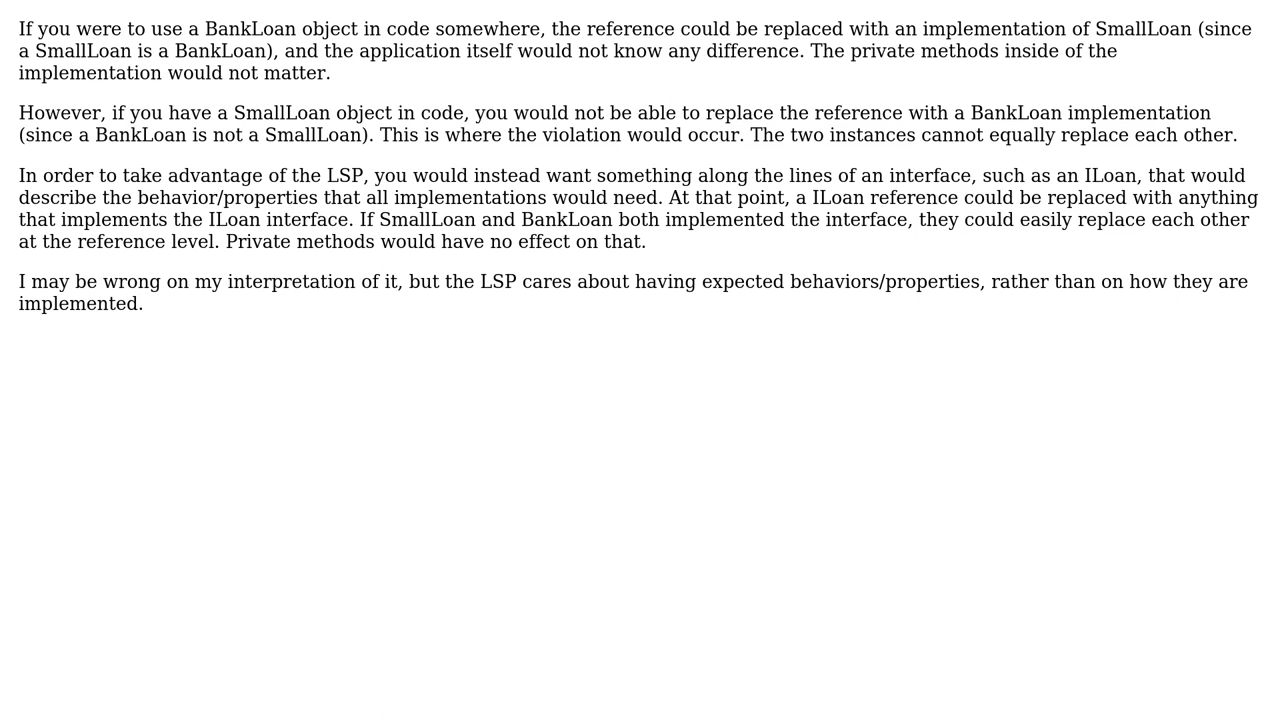 If you were to use a BankLoan object in code somewhere, the reference could be replaced with an implementation of SmallLoan (since
a SmallLoan is a BankLoan), and the application itself would not know any difference. The private methods inside of the
implementation would not matter.
However, if you have a SmallLoan object in code, you would not be able to replace the reference with a BankLoan implementation
(since a BankLoan is not a SmallLoan). This is where the violation would occur. The two instances cannot equally replace each other.
In order to take advantage of the LSP, you would instead want something along the lines of an interface, such as an ILoan, that would
describe the behavior/properties that all implementations would need. At that point, a ILoan reference could be replaced with anything
that implements the ILoan interface. If SmallLoan and BankLoan both implemented the interface, they could easily replace each other
at the reference level. Private methods would have no effect on that.
I may be wrong on my interpretation of it, but the LSP cares about having expected behaviors/properties, rather than on how they are
implemented.